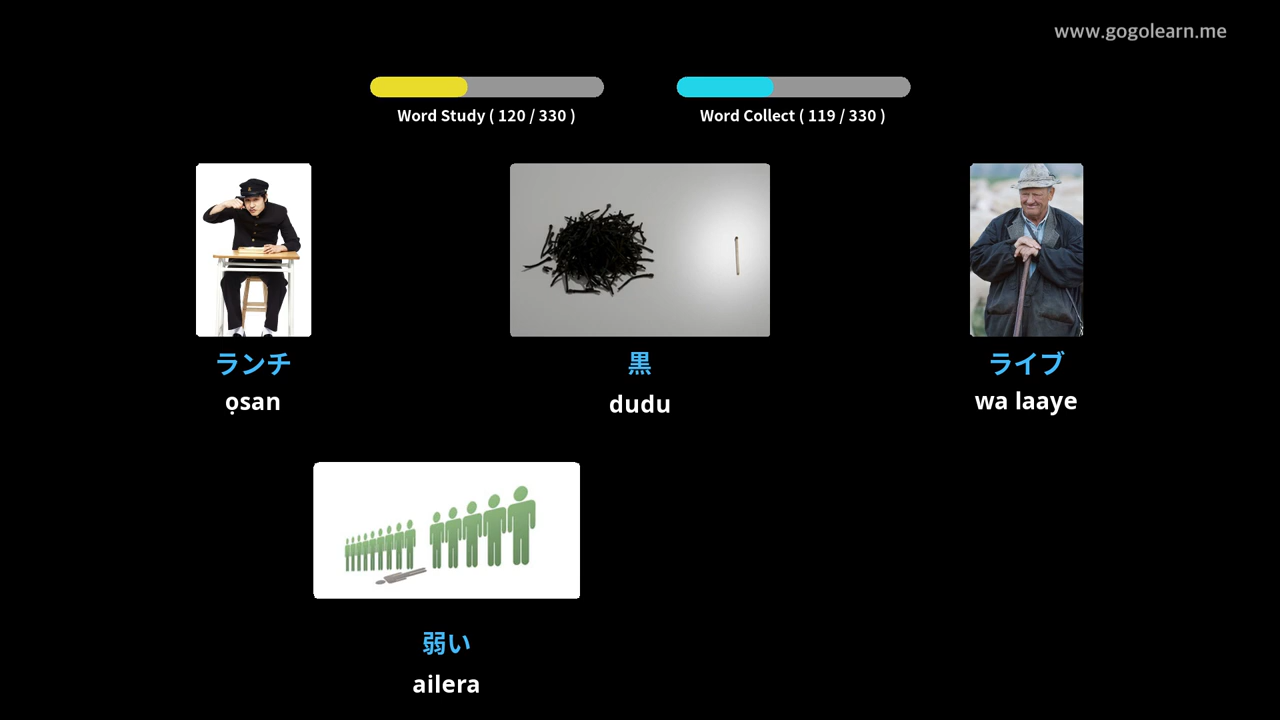 www.gogolearn.me
Word Study ( 120 / 330 )
Word Collect ( 119 / 330 )
ランチ
ọsan
黒
dudu
ライブ
wa laaye
弱い
ailera